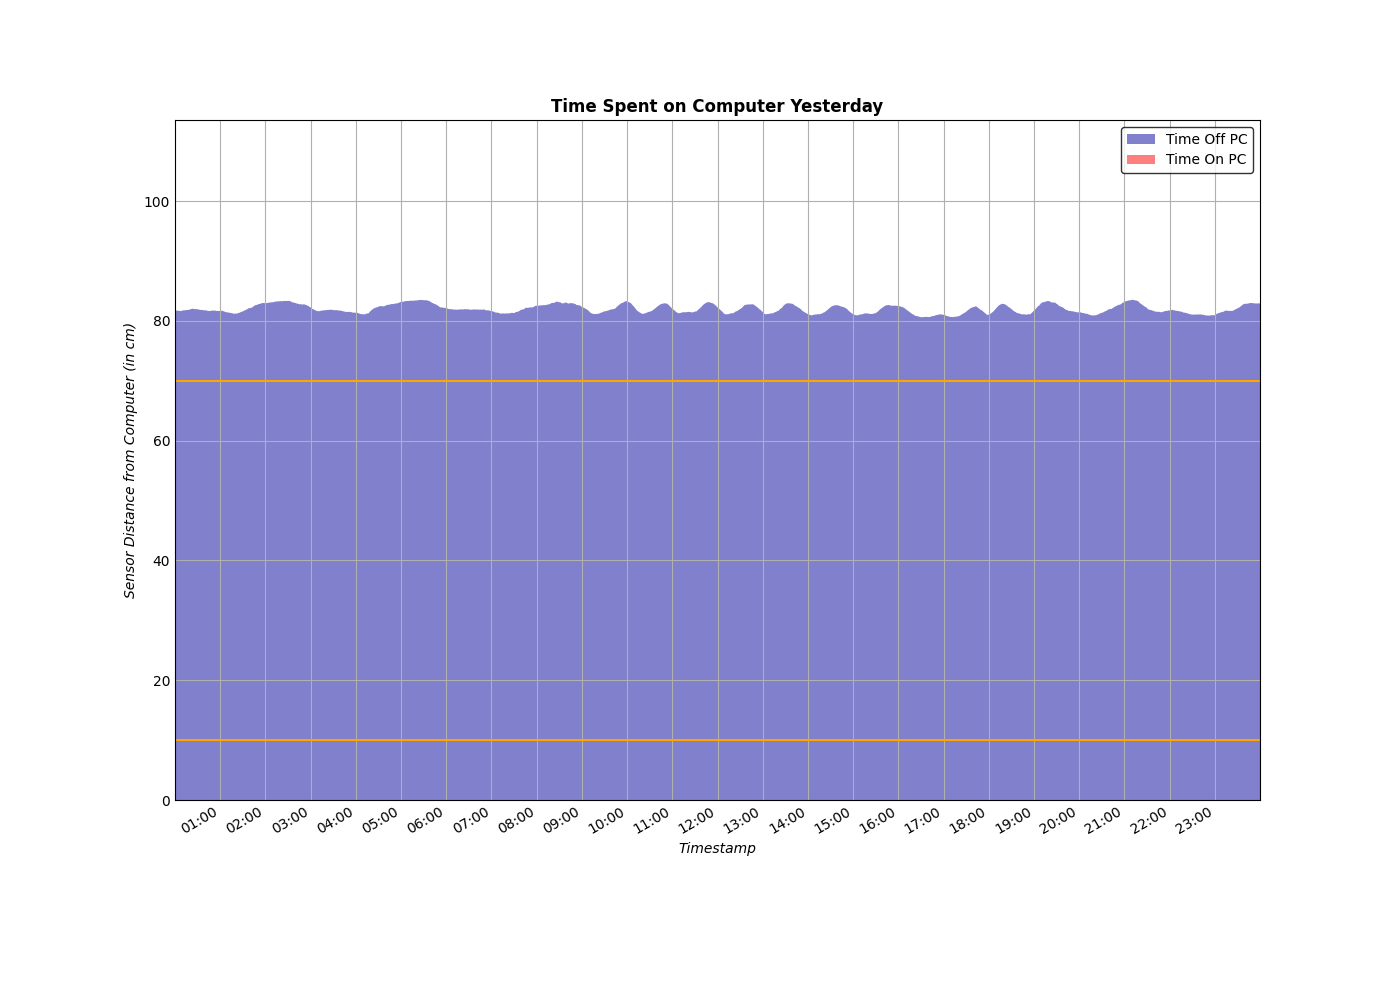 Time Spent on Computer Yesterday
Time Off PC
Time On PC
100
80
60
40
20
0
Sensor Distance from Computer (in cm)
01:00 02:00 03:00 04:00 05:00 06:00 07:00 08:00 09:00 10:00 11:00 12:00 13:00 14:00 15:00 16:00 17:00 18:00 19:00 20:00 21:00 22:00 23:00
Timestamp